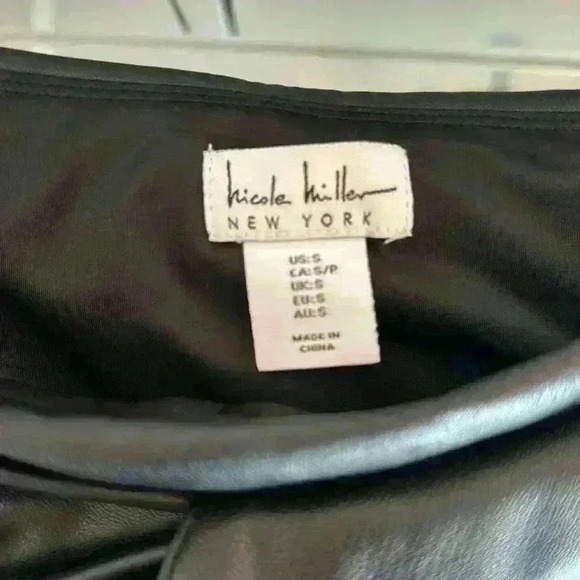 nicole miller
NEW YORK
US: S
CA: S/P
UK: S
EU: S
AU: S
MADE IN
CHINA